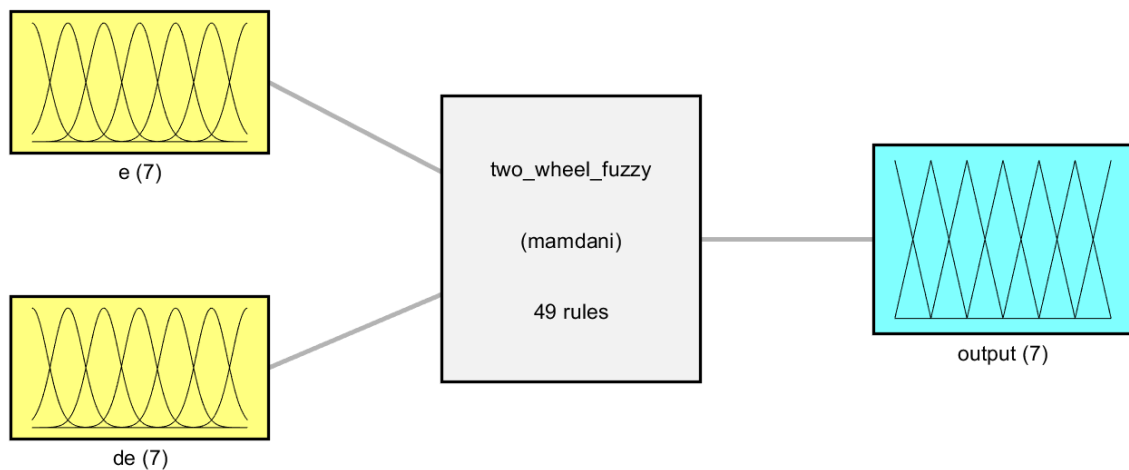 e (7)
two_wheel_fuzzy
(mamdani)
49 rules
output (7)
de (7)